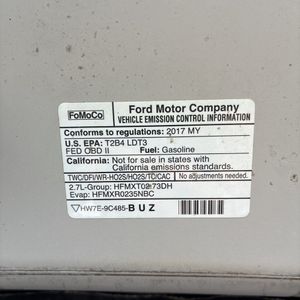 FoMoCo
Ford Motor Company
VEHICLE EMISSION CONTROL INFORMATION
Conforms to regulations: 2017 MY
U.S. EPA: T2B4 LDT3
FED OBD II Fuel: Gasoline
California: Not for sale in states with
California emissions standards.
TWC/DFI/WR-HO2S/HO2S/TC/CAC No adjustments needed.
2.7L-Group: HFMXT02.73DH
Evap: HFMXR0235NBC
HW7E-9C485-BUZ